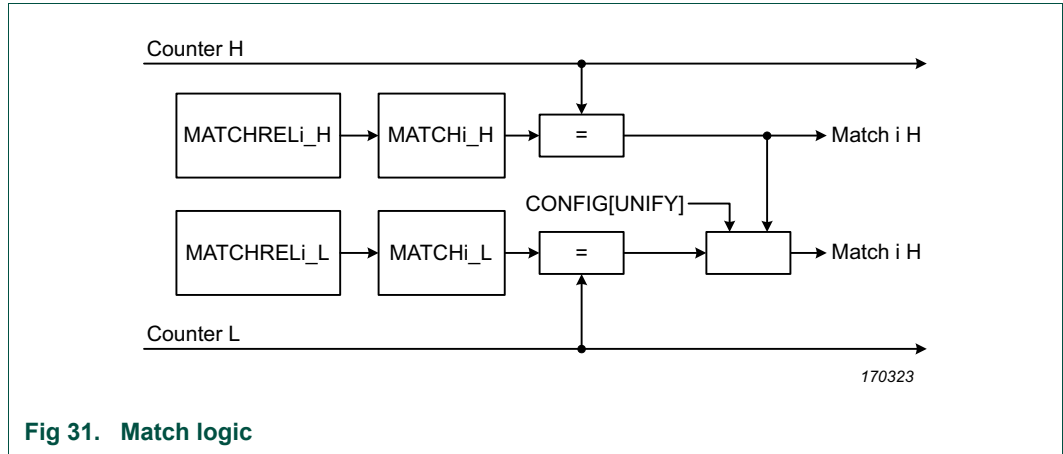 Counter H
MATCHRELi_H
MATCHi_H
=
Match i H
CONFIG[UNIFY]
MATCHRELi_L
MATCHi_L
=
Match i H
Counter L
170323
Fig 31. Match logic